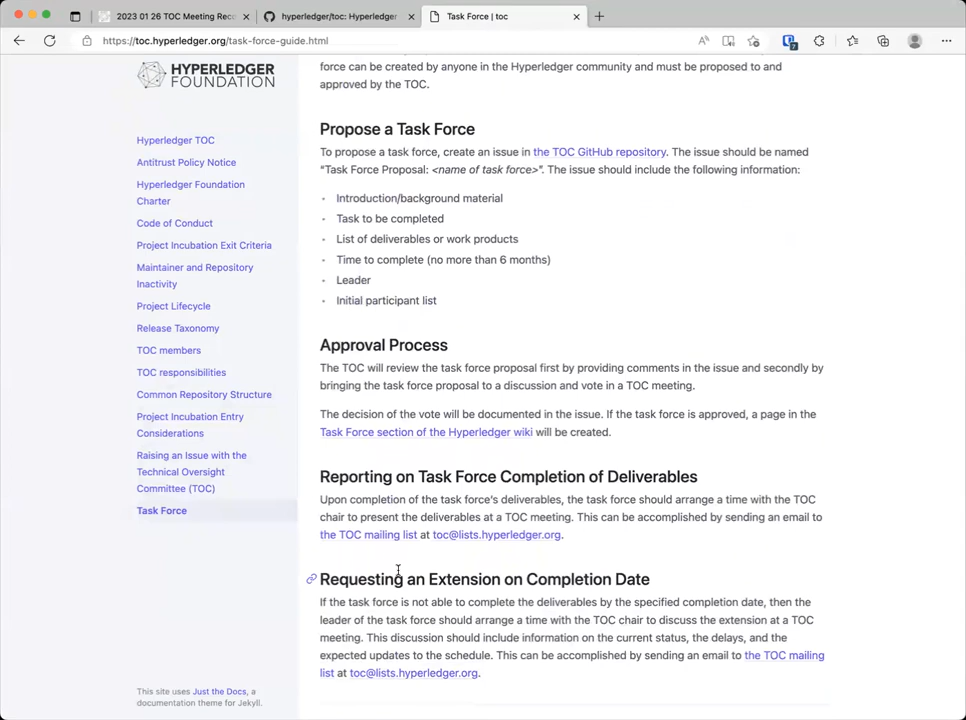 2023 01 26 TOC Meeting Rec
hyperledger/toc: Hyperledger
Task Force | toc
https://toc.hyperledger.org/task-force-guide.html
HYPERLEDGER
FOUNDATION
Hyperledger TOC
Antitrust Policy Notice
Hyperledger Foundation
Charter
Code of Conduct
Project Incubation Exit Criteria
Maintainer and Repository
Inactivity
Project Lifecycle
Release Taxonomy
TOC members
TOC responsibilities
Common Repository Structure
Project Incubation Entry
Considerations
Raising an Issue with the
Technical Oversight
Committee (TOC)
Task Force
This site uses Just the Docs, a
documentation theme for Jekyll.
force can be created by anyone in the Hyperledger community and must be proposed to and
approved by the TOC.
Propose a Task Force
To propose a task force, create an issue in the TOC GitHub repository. The issue should be named
"Task Force Proposal: <name of task force>". The issue should include the following information:
Introduction/background material
Task to be completed
List of deliverables or work products
Time to complete (no more than 6 months)
Leader
Initial participant list
Approval Process
The TOC will review the task force proposal first by providing comments in the issue and secondly by
bringing the task force proposal to a discussion and vote in a TOC meeting.
The decision of the vote will be documented in the issue. If the task force is approved, a page in the
Task Force section of the Hyperledger wiki will be created.
Reporting on Task Force Completion of Deliverables
Upon completion of the task force's deliverables, the task force should arrange a time with the TOC
chair to present the deliverables at a TOC meeting. This can be accomplished by sending an email to
the TOC mailing list at toc@lists.hyperledger.org.
Requesting an Extension on Completion Date
If the task force is not able to complete the deliverables by the specified completion date, then the
leader of the task force should arrange a time with the TOC chair to discuss the extension at a TOC
meeting. This discussion should include information on the current status, the delays, and the
expected updates to the schedule. This can be accomplished by sending an email to the TOC mailing
list at toc@lists.hyperledger.org.